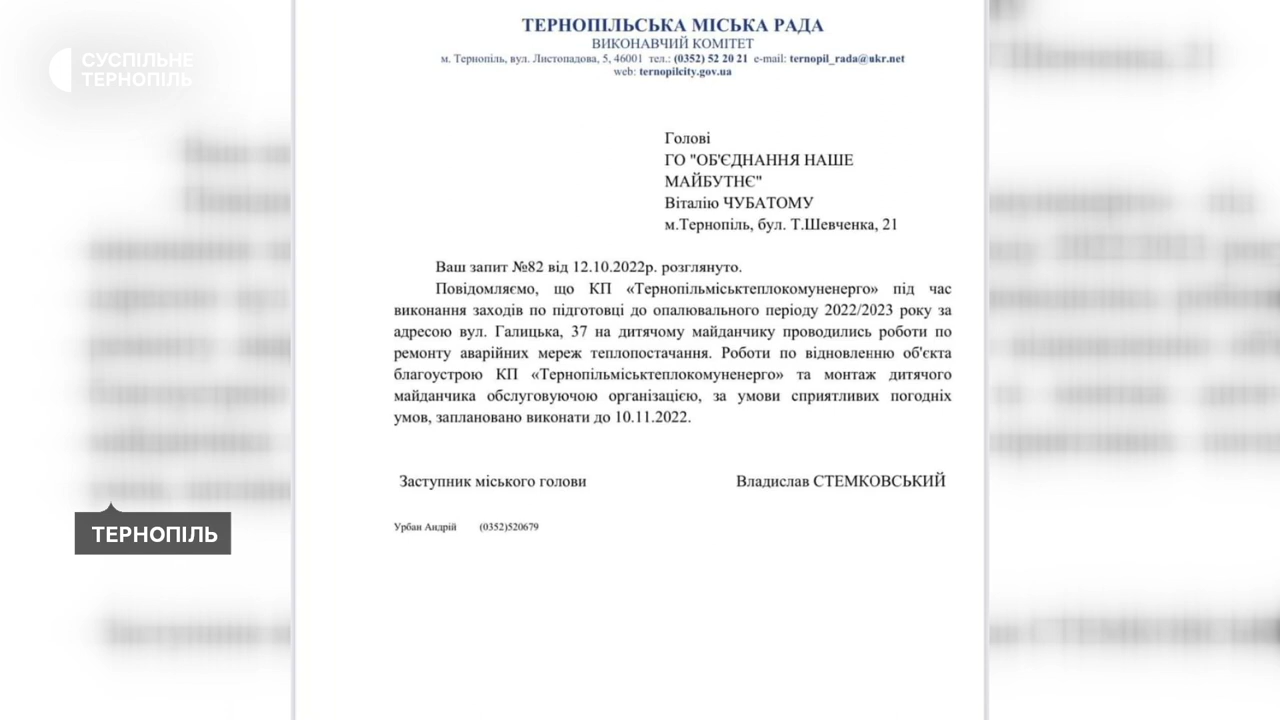 СУСПІЛЬНЕ
ТЕРНОПІЛЬ
ТЕРНОПІЛЬСЬКА МІСЬКА РАДА
ВИКОНАВЧИЙ КОМІТЕТ
м. Тернопіль, вул. Листопадова, 5, 46001 тел.: (0352) 52 20 21 e-mail: ternopil_rada@ukr.net
web: ternopilcity.gov.ua
Голові
ГО "ОБ'ЄДНАННЯ НАШЕ
МАЙБУТНЄ"
Віталію ЧУБАТОМУ
м.Тернопіль, бул. Т.Шевченка, 21
Ваш запит №82 від 12.10.2022р. розглянуто.
Повідомляємо, що КП «Тернопільміськтеплокомуненерго» під час
виконання заходів по підготовці до опалювального періоду 2022/2023 року за
адресою вул. Галицька, 37 на дитячому майданчику проводились роботи по
ремонту аварійних мереж теплопостачання. Роботи по відновленню об'єкта
благоустрою КП «Тернопільміськтеплокомуненерго» та монтаж дитячого
майданчика обслуговуючою організацією, за умови сприятливих погодніх
умов, заплановано виконати до 10.11.2022.
Заступник міського голови Владислав СТЕМКОВСЬКИЙ
Урбан Андрій (0352)520679
ТЕРНОПІЛЬ